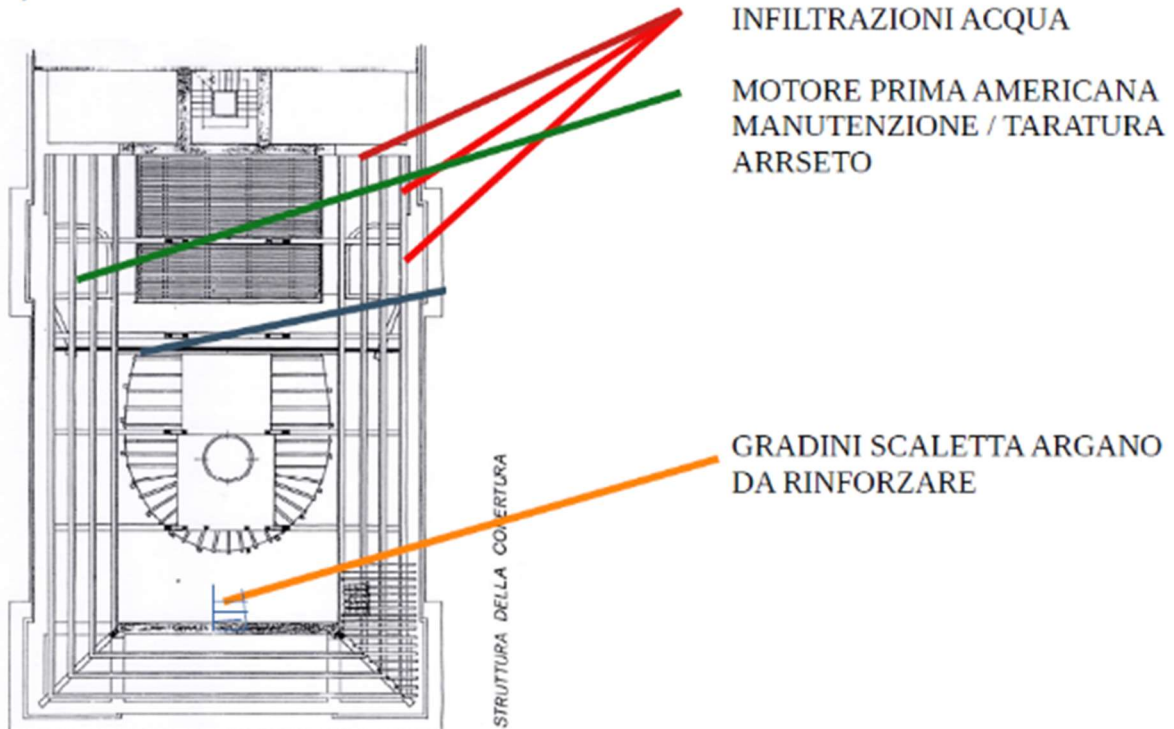 INFILTRAZIONI ACQUA
MOTORE PRIMA AMERICANA
MANUTENZIONE / TARATURA
ARRSETO
GRADINI SCALETTA ARGANO
DA RINFORZARE
STRUTTURA DELLA COPERTURA